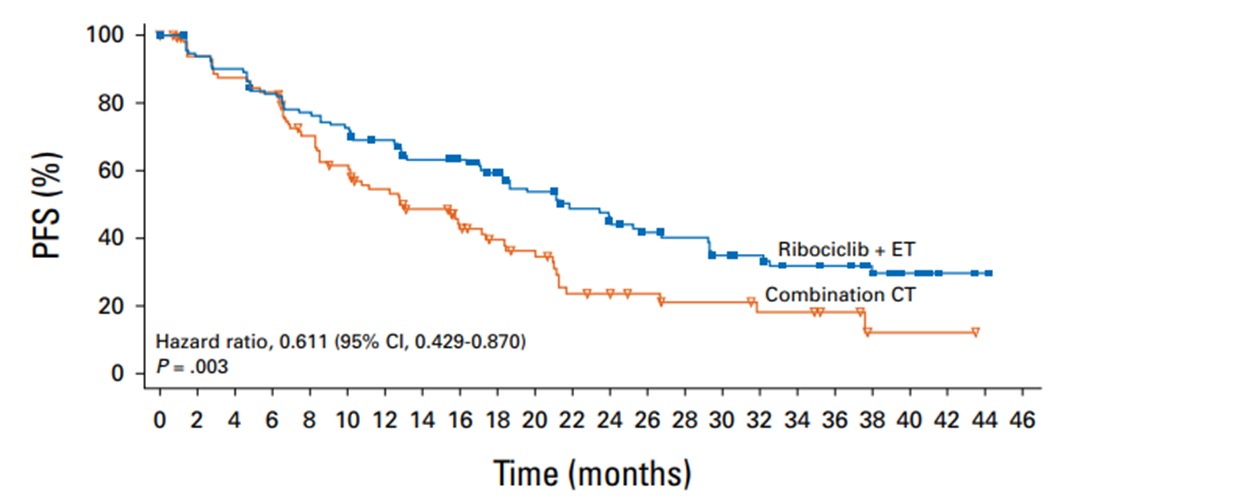 PFS (%)
100
80
60
40
20
0
Ribociclib + ET
Combination CT
Hazard ratio, 0.611 (95% CI, 0.429-0.870)
P = .003
0 2 4 6 8 10 12 14 16 18 20 22 24 26 28 30 32 34 36 38 40 42 44 46
Time (months)